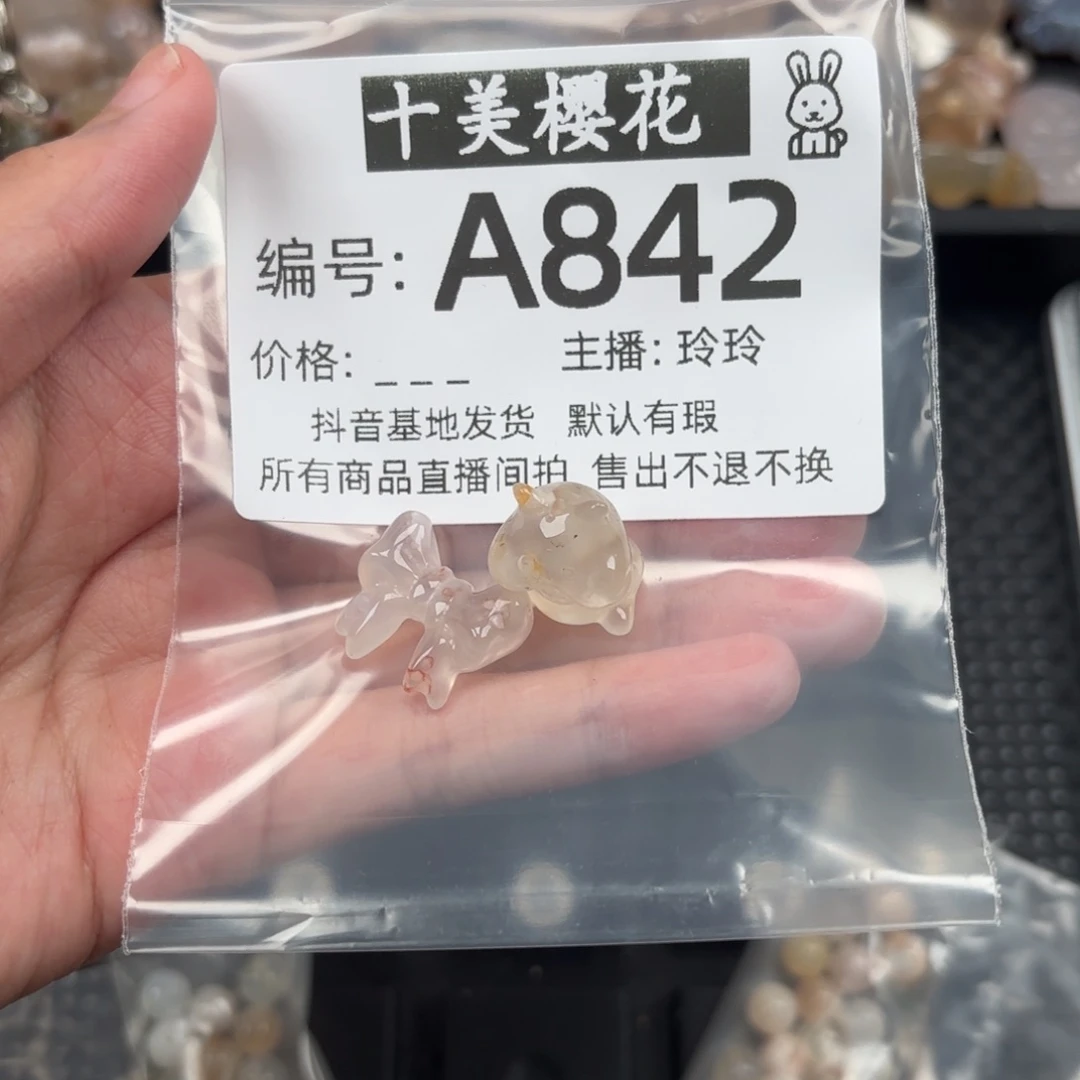 十美樱花
编号: A842
价格: _ _ _ 主播: 玲玲
抖音基地发货 默认有瑕
所有商品直播间拍 售出不退不换